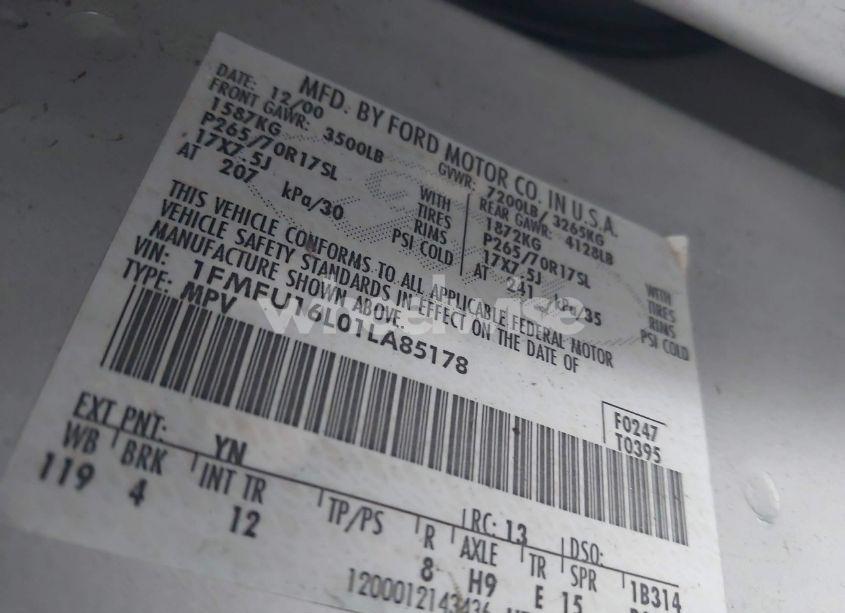 MFD. BY FORD MOTOR CO. IN U.S.A.
DATE: 12/00 GVWR: 7200LB / 3265KG
FRONT GAWR: 3500LB REAR GAWR: 4128LB
1587KG WITH 1872KG WITH
P265/70R17SL TIRES P265/70R17SL TIRES
17X7.5J RIMS 17X7.5J RIMS
AT 207 kPa/30 PSI COLD AT 241 kPa/35 PSI COLD
THIS VEHICLE CONFORMS TO ALL APPLICABLE FEDERAL MOTOR
VEHICLE SAFETY STANDARDS IN EFFECT ON THE DATE OF
MANUFACTURE SHOWN ABOVE.
VIN: 1FMFU16L01LA85178
TYPE: MPV
F0247
T0395
EXT PNT: YN RC: 13 DSO:
WB BRK INT TR TP/PS R AXLE TR SPR
119 4 12 8 H9 E 15 1B314
1200012143436